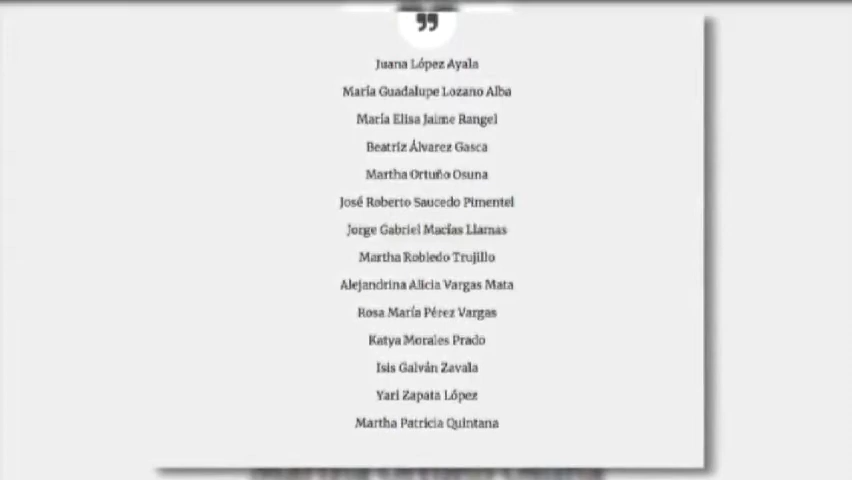 ”
Juana López Ayala
María Guadalupe Lozano Alba
María Elisa Jaime Rangel
Beatriz Álvarez Gasca
Martha Ortuño Osuna
José Roberto Saucedo Pimentel
Jorge Gabriel Macías Llamas
Martha Robledo Trujillo
Alejandrina Alicia Vargas Mata
Rosa María Pérez Vargas
Katya Morales Prado
Isis Galván Zavala
Yari Zapata López
Martha Patricia Quintana